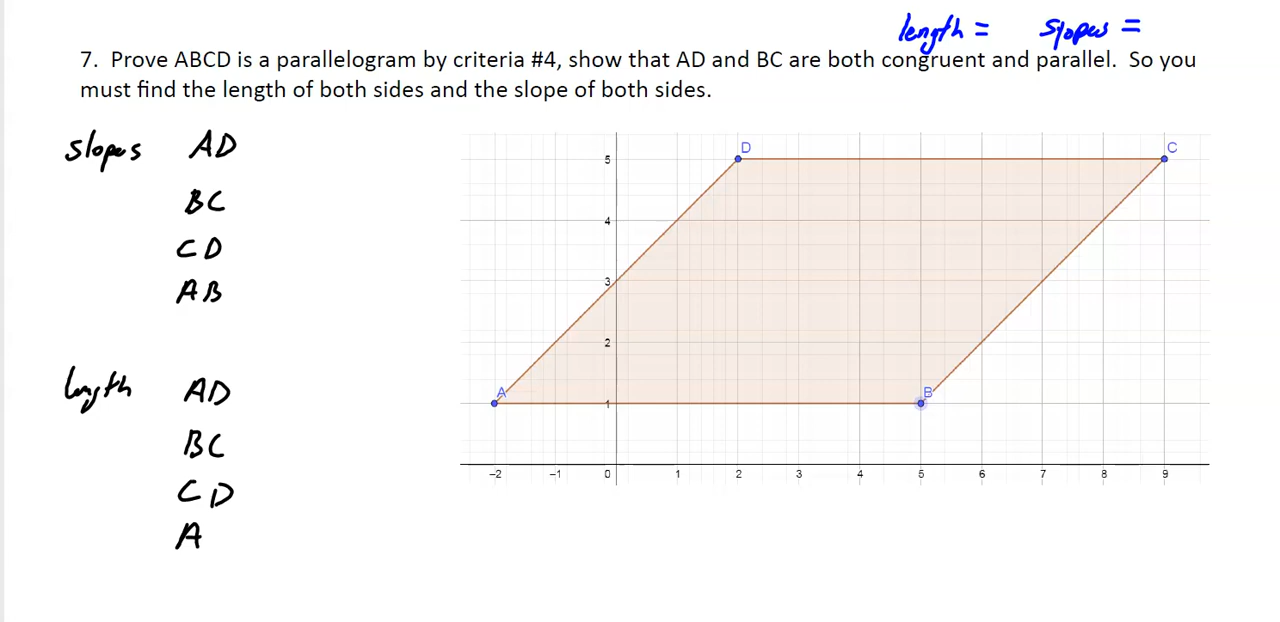 length = slopes =
7. Prove ABCD is a parallelogram by criteria #4, show that AD and BC are both congruent and parallel. So you
must find the length of both sides and the slope of both sides.
slopes AD
BC
CD
AB
length AD
BC
CD
A
D
C
5
4
3
2
A
B
1
-2 -1 0 1 2 3 4 5 6 7 8 9